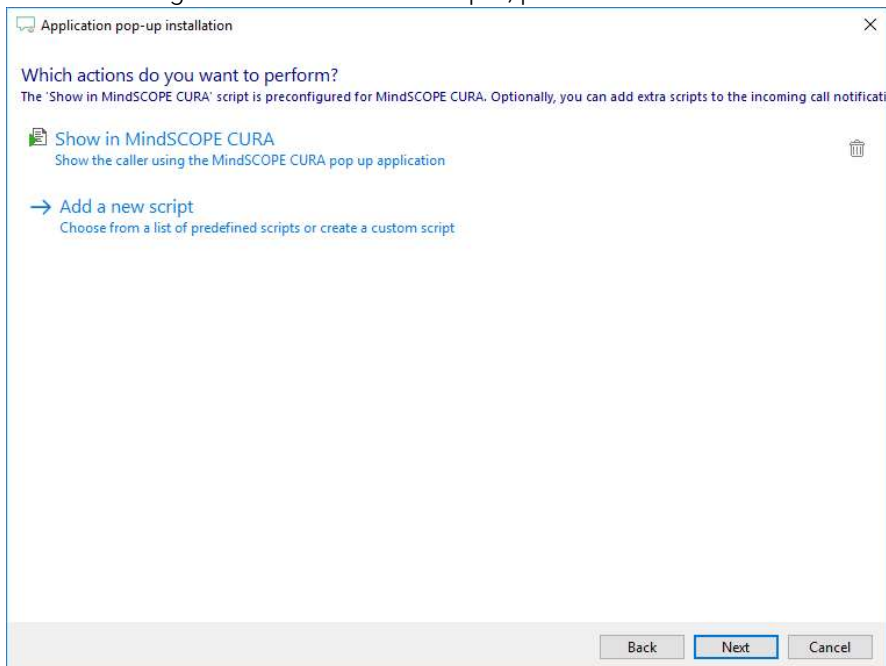 Application pop-up installation
Which actions do you want to perform?
The 'Show in MindSCOPE CURA' script is preconfigured for MindSCOPE CURA. Optionally, you can add extra scripts to the incoming call notificati
Show in MindSCOPE CURA
Show the caller using the MindSCOPE CURA pop up application
Add a new script
Choose from a list of predefined scripts or create a custom script
Back Next Cancel